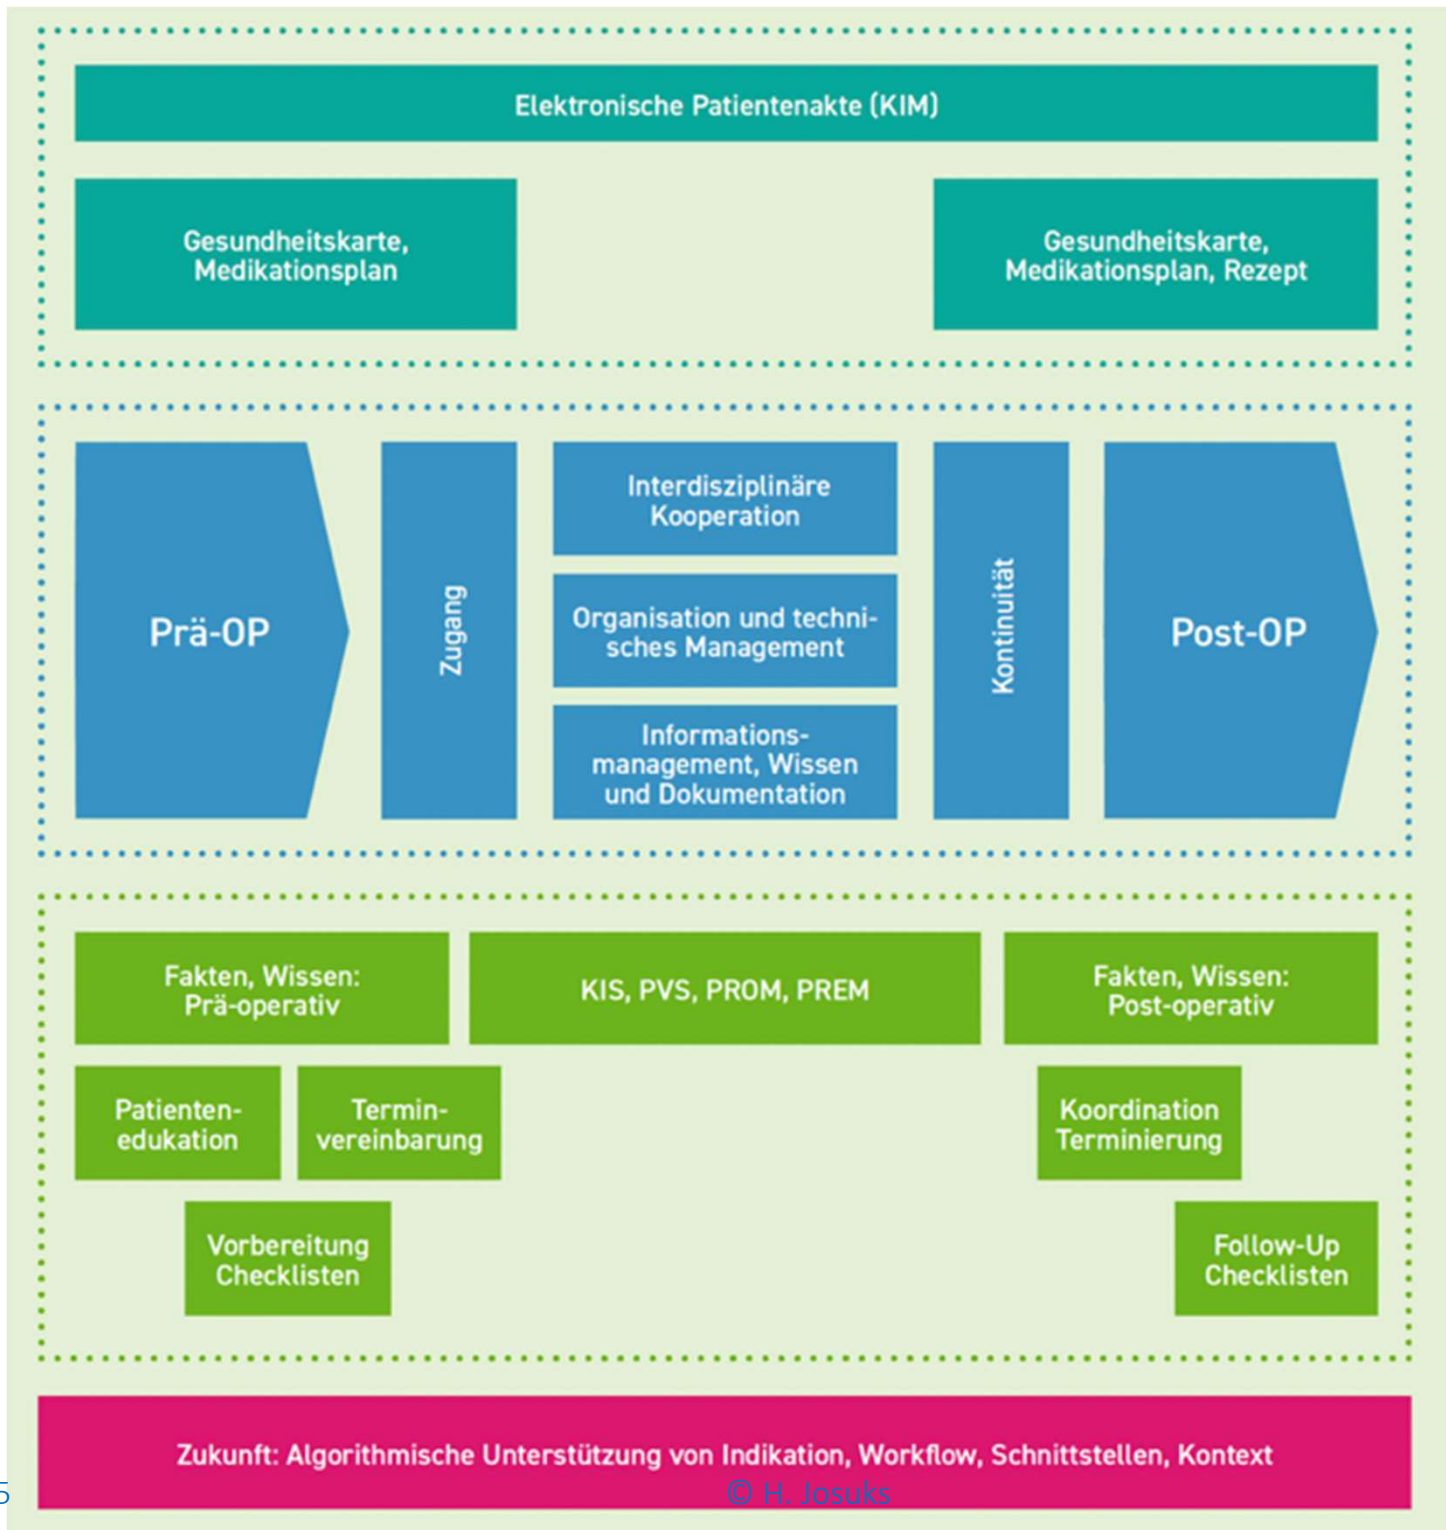 Elektronische Patientenakte (KIM)
Gesundheitskarte,
Medikationsplan
Gesundheitskarte,
Medikationsplan, Rezept
Prä-OP
Zugang
Interdisziplinäre
Kooperation
Organisation und techni-
sches Management
Informations-
management, Wissen
und Dokumentation
Kontinuität
Post-OP
Fakten, Wissen:
Prä-operativ
KIS, PVS, PROM, PREM
Fakten, Wissen:
Post-operativ
Patienten-
edukation
Termin-
vereinbarung
Koordination
Terminierung
Vorbereitung
Checklisten
Follow-Up
Checklisten
Zukunft: Algorithmische Unterstützung von Indikation, Workflow, Schnittstellen, Kontext
5
© H. Josuks